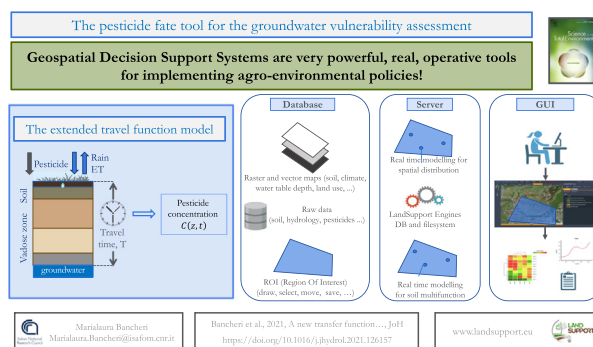 The pesticide fate tool for the groundwater vulnerability assessment
Geospatial Decision Support Systems are very powerful, real, operative tools
for implementing agro-environmental policies!
The extended travel function model
Pesticide
Rain
ET
Soil
Vadose zone
Travel
time, T
groundwater
Pesticide
concentration
C(z, t)
Database
Raster and vector maps (soil, climate,
water table depth, land use, ...)
Raw data
(soil, hydrology, pesticides ...)
ROI (Region Of Interest)
(draw, select, move, save, …)
Server
Real timemodelling for
spatial distribution
LandSupport Engines
DB and filesystem
Real time modelling
for soil multifunction
GUI
Marialaura Bancheri
Marialaura.Bancheri@isafom.cnr.it
Bancheri et al., 2021, A new transfer function…, JoH
https://doi.org/10.1016/j.jhydrol.2021.126157
www.landsupport.eu
LAND
SUPPORT